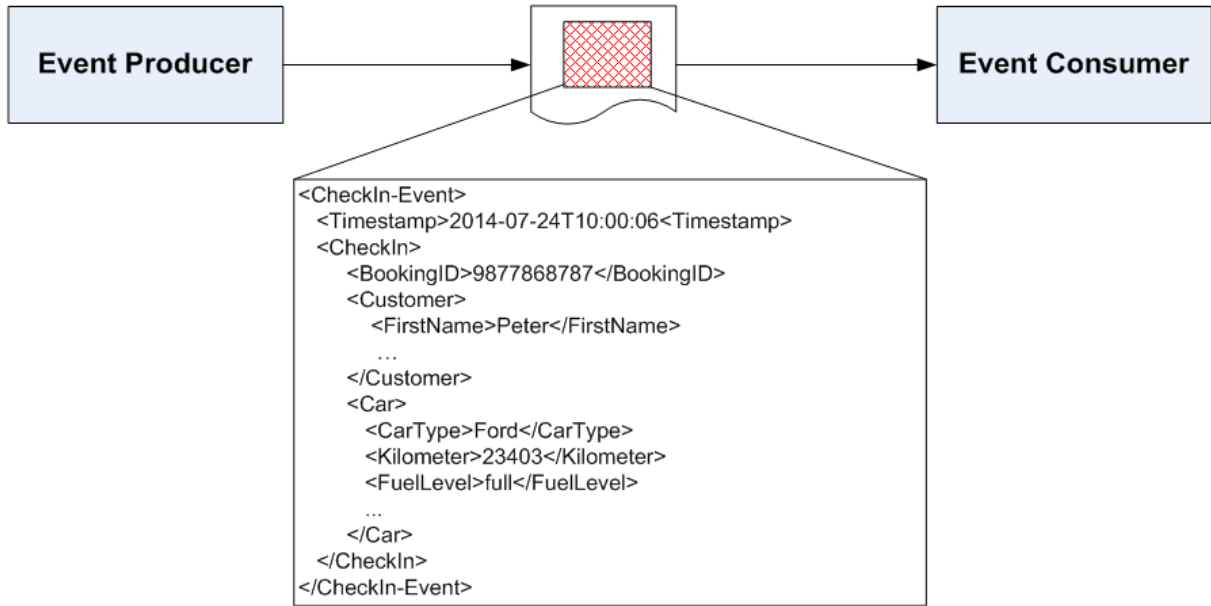 Event Producer
Event Consumer
<CheckIn-Event>
<Timestamp>2014-07-24T10:00:06<Timestamp>
<CheckIn>
<BookingID>9877868787</BookingID>
<Customer>
<FirstName>Peter</FirstName>
…
</Customer>
<Car>
<CarType>Ford</CarType>
<Kilometer>23403</Kilometer>
<FuelLevel>full</FuelLevel>
...
</Car>
</CheckIn>
</CheckIn-Event>